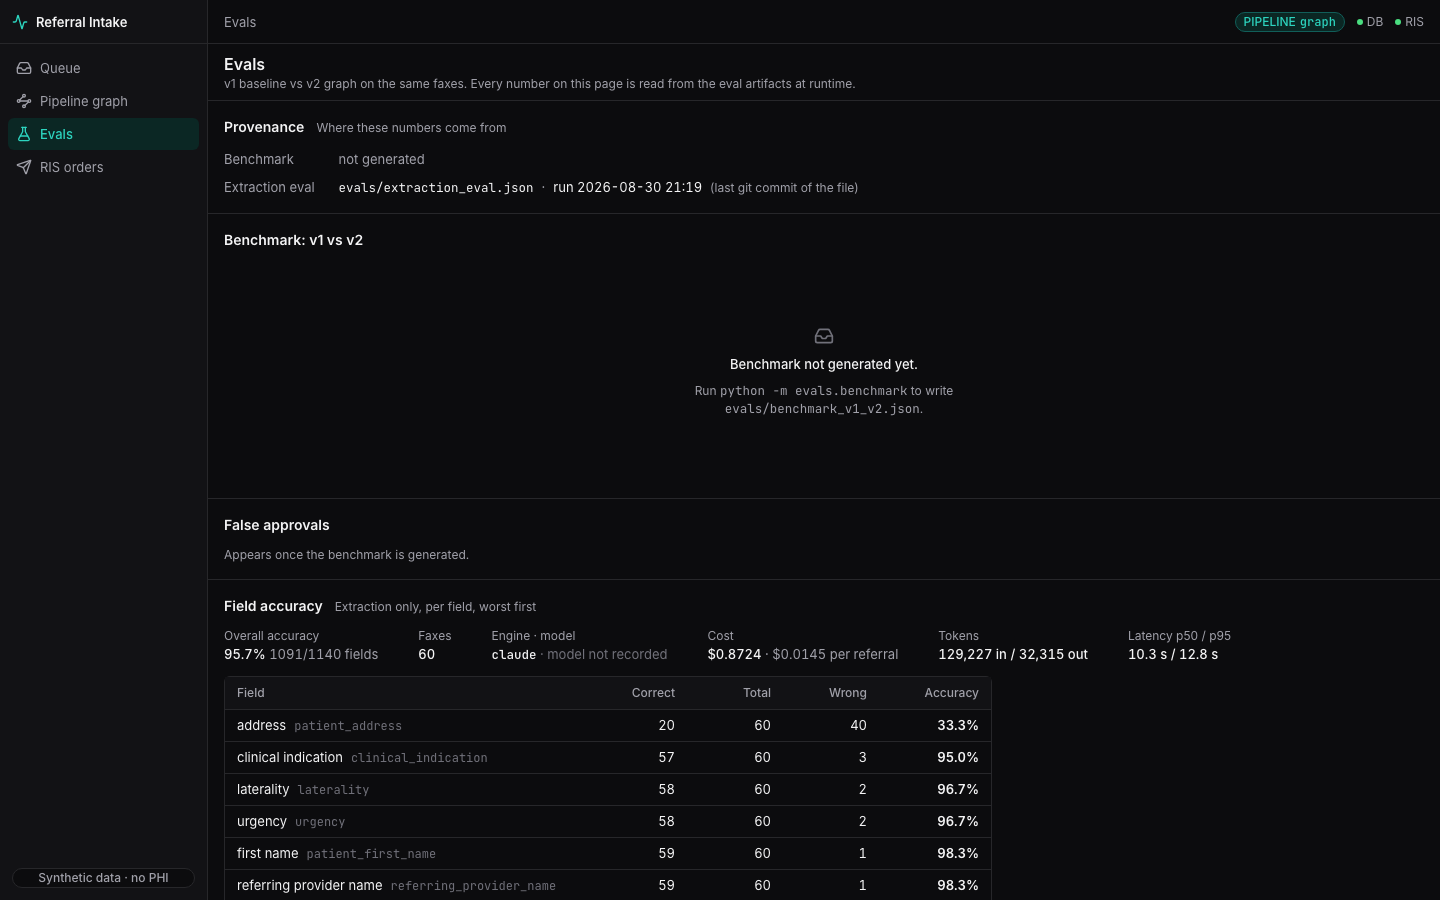 Referral Intake
Evals
PIPELINE graph
DB
RIS
Queue
Pipeline graph
Evals
RIS orders
Synthetic data · no PHI
Evals
v1 baseline vs v2 graph on the same faxes. Every number on this page is read from the eval artifacts at runtime.
Provenance Where these numbers come from
Benchmark not generated
Extraction eval evals/extraction_eval.json · run 2026-08-30 21:19 (last git commit of the file)
Benchmark: v1 vs v2
Benchmark not generated yet.
Run python -m evals.benchmark to write
evals/benchmark_v1_v2.json.
False approvals
Appears once the benchmark is generated.
Field accuracy Extraction only, per field, worst first
Overall accuracy Faxes Engine · model Cost Tokens Latency p50 / p95
95.7% 1091/1140 fields 60 claude · model not recorded $0.8724 · $0.0145 per referral 129,227 in / 32,315 out 10.3 s / 12.8 s
Field Correct Total Wrong Accuracy
address patient_address 20 60 40 33.3%
clinical indication clinical_indication 57 60 3 95.0%
laterality laterality 58 60 2 96.7%
urgency urgency 58 60 2 96.7%
first name patient_first_name 59 60 1 98.3%
referring provider name referring_provider_name 59 60 1 98.3%